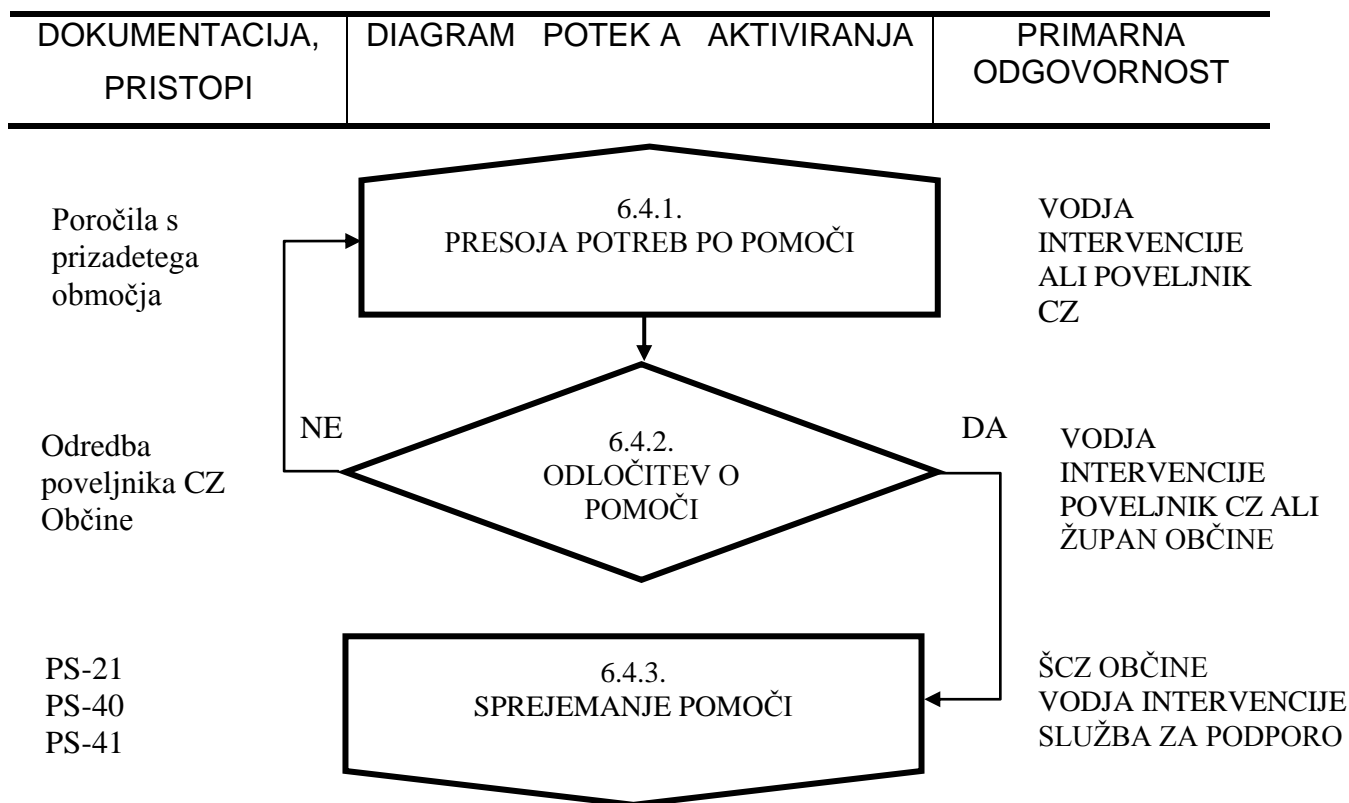 DOKUMENTACIJA,
PRISTOPI
DIAGRAM POTEK A AKTIVIRANJA
PRIMARNA
ODGOVORNOST
Poročila s
prizadetega
območja
6.4.1.
PRESOJA POTREB PO POMOČI
VODJA
INTERVENCIJE
ALI POVELJNIK
CZ
Odredba
poveljnika CZ
Občine
NE
6.4.2.
ODLOČITEV O
POMOČI
DA
VODJA
INTERVENCIJE
POVELJNIK CZ ALI
ŽUPAN OBČINE
PS-21
PS-40
PS-41
6.4.3.
SPREJEMANJE POMOČI
ŠCZ OBČINE
VODJA INTERVENCIJE
SLUŽBA ZA PODPORO